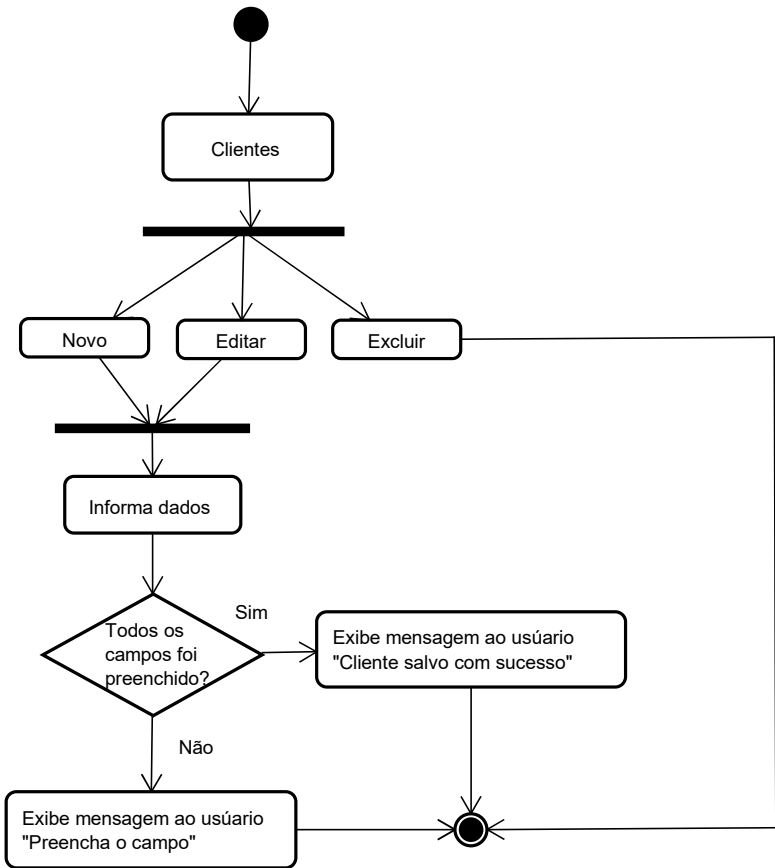 Clientes
Novo
Editar
Excluir
Informa dados
Todos os
campos foi
preenchido?
Sim
Exibe mensagem ao usúario
"Cliente salvo com sucesso"
Não
Exibe mensagem ao usúario
"Preencha o campo"